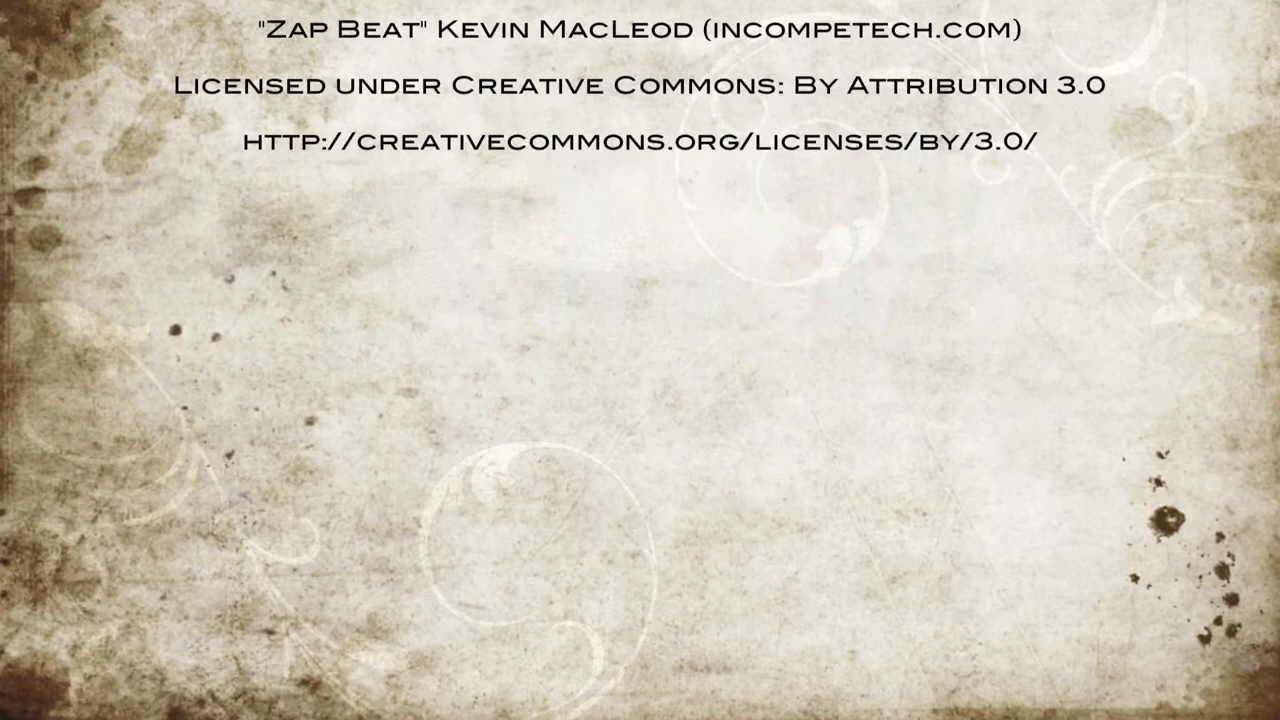 "Zap Beat" Kevin MacLeod (incompetech.com)
Licensed under Creative Commons: By Attribution 3.0
http://creativecommons.org/licenses/by/3.0/